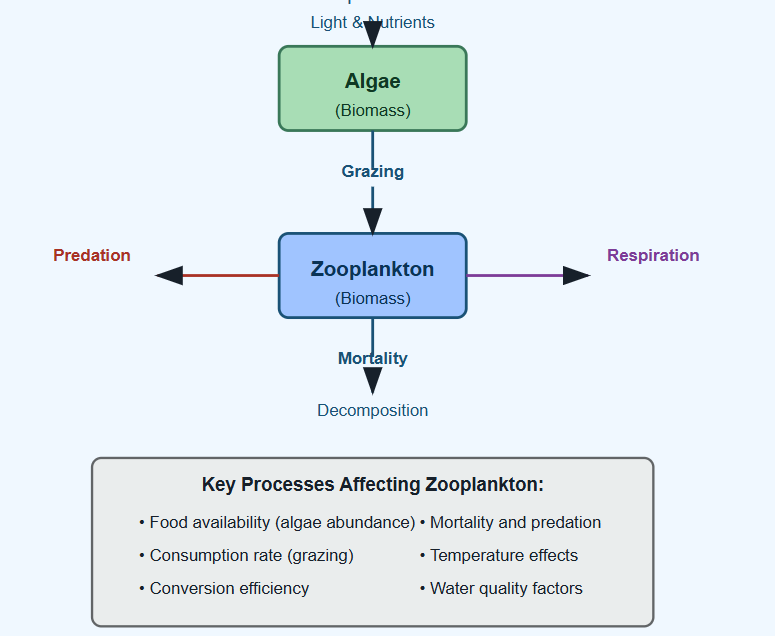 Light & Nutrients
Algae
(Biomass)
Grazing
Predation
Respiration
Zooplankton
(Biomass)
Mortality
Decomposition
Key Processes Affecting Zooplankton:
• Food availability (algae abundance) • Mortality and predation
• Consumption rate (grazing) • Temperature effects
• Conversion efficiency • Water quality factors